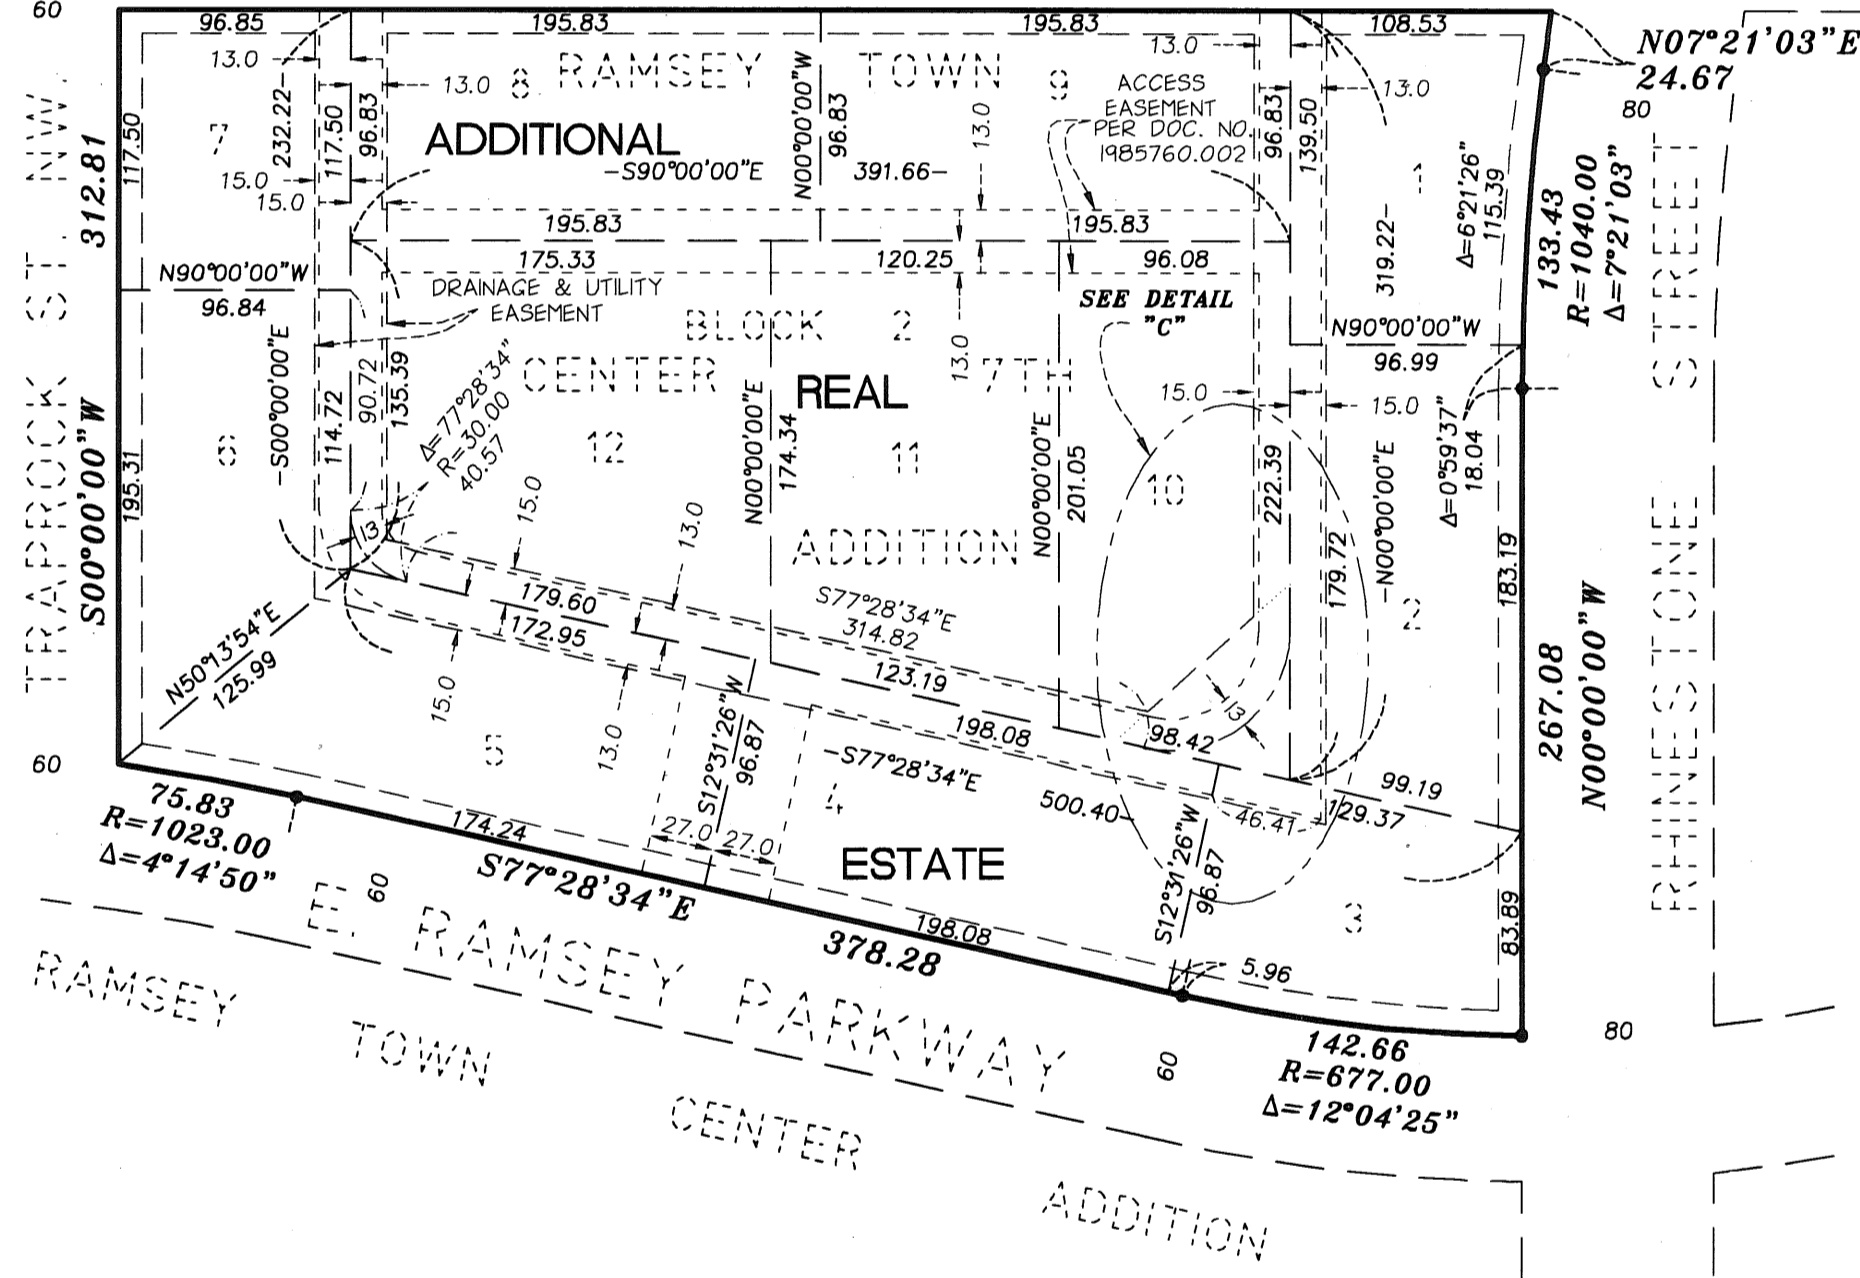 60
96.85
195.83
195.83
108.53
N07°21'03"E
24.67
80
13.0
13.0
13.0
13.0
8 RAMSEY TOWN 9
ACCESS
EASEMENT
PER DOC. NO.
1985760.002
TRAPROCK ST. NW.
312.81
S00°00'00"W
117.50
7
232.22
117.50
96.83
ADDITIONAL
N00°00'00"W
96.83
13.0
96.83
139.50
1
Δ=6°21'26"
115.39
133.43
R=1040.00
Δ=7°21'03"
S90°00'00"E 391.66
15.0
15.0
195.83
195.83
319.22
N90°00'00"W
96.84
175.33
120.25
96.08
DRAINAGE & UTILITY
EASEMENT
SEE DETAIL
"C"
BLOCK 2
N90°00'00"W
96.99
CENTER 7TH
13.0
REAL
15.0
15.0
S00°00'00"E
114.72
90.72
135.39
Δ=77°28'34"
R=30.00
40.57
6
195.31
12
11
10
N00°00'00"E
174.34
N00°00'00"E
201.05
222.39
179.72
N00°00'00"E
Δ=0°59'37"
18.04
183.19
2
RHINESTONE STREET
267.08
N00°00'00"W
13
15.0
13.0
ADDITION
S77°28'34"E
314.82
179.60
172.95
123.19
198.08
98.42
13
N50°13'54"E
125.99
15.0
13.0
5
S12°31'26"W
96.87
S77°28'34"E
500.40
4
99.19
129.37
46.41
60
75.83
R=1023.00
Δ=4°14'50"
174.24
27.0
27.0
ESTATE
S12°31'26"W
96.87
3
83.89
S77°28'34"E
378.28
198.08
5.96
60
E. RAMSEY PARKWAY
60
80
142.66
R=677.00
Δ=12°04'25"
RAMSEY TOWN CENTER ADDITION